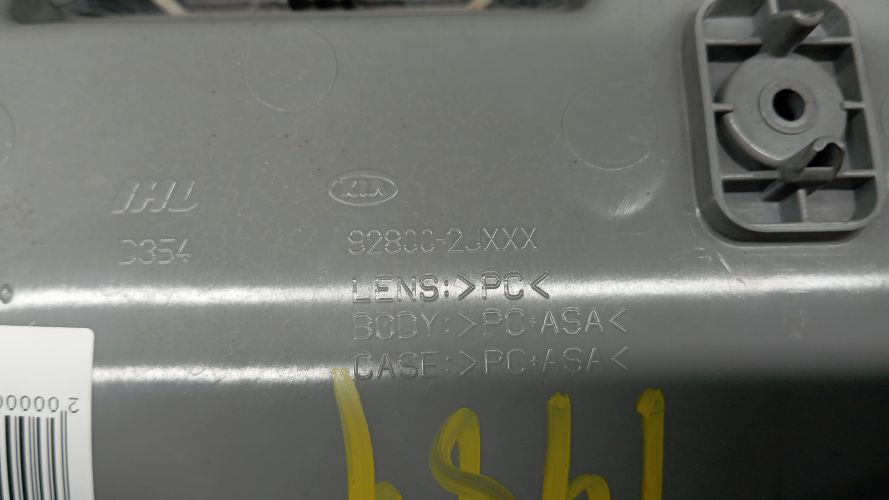 IHL
KIA
D354
92800-2JXXX
LENS:>PC<
BODY:>PC+ASA<
CASE:>PC+ASA<